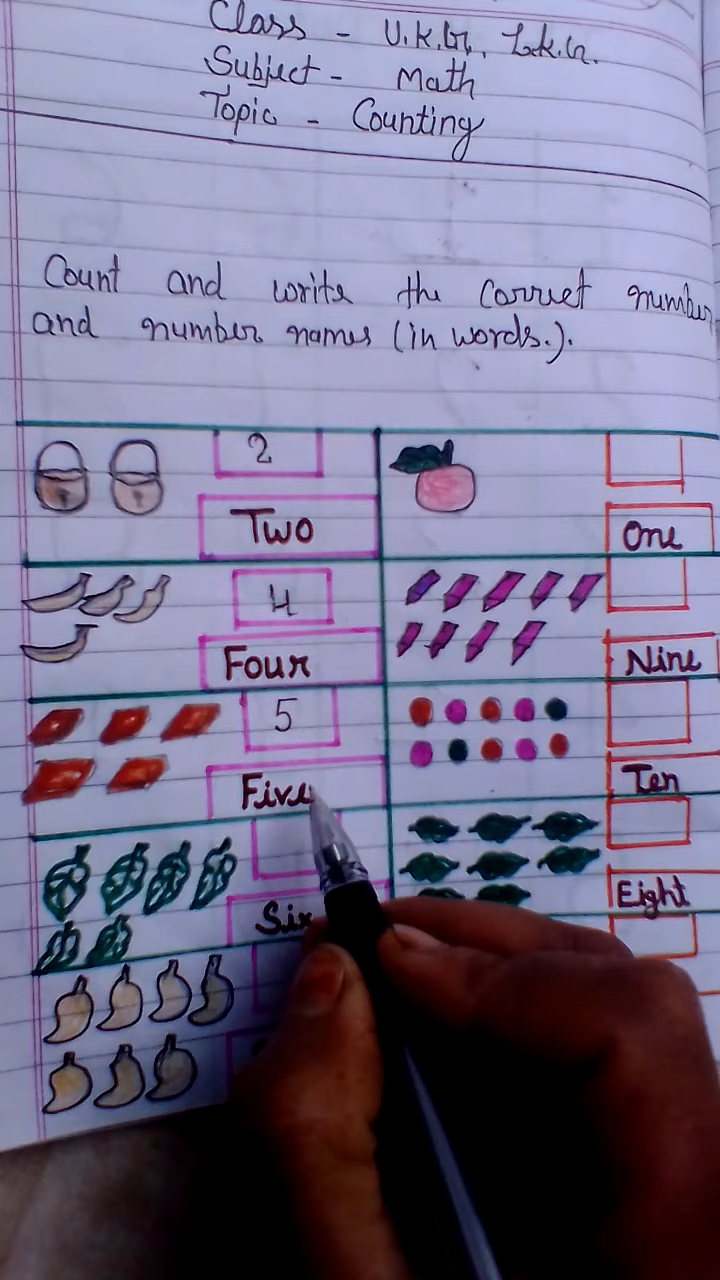 Class - U.K.G, L.K.G.
Subject - Math
Topic - Counting
Count and write the correct number
and number names (in words.).
2
Two
One
4
Four
Nine
5
Five
Ten
Six
Eight